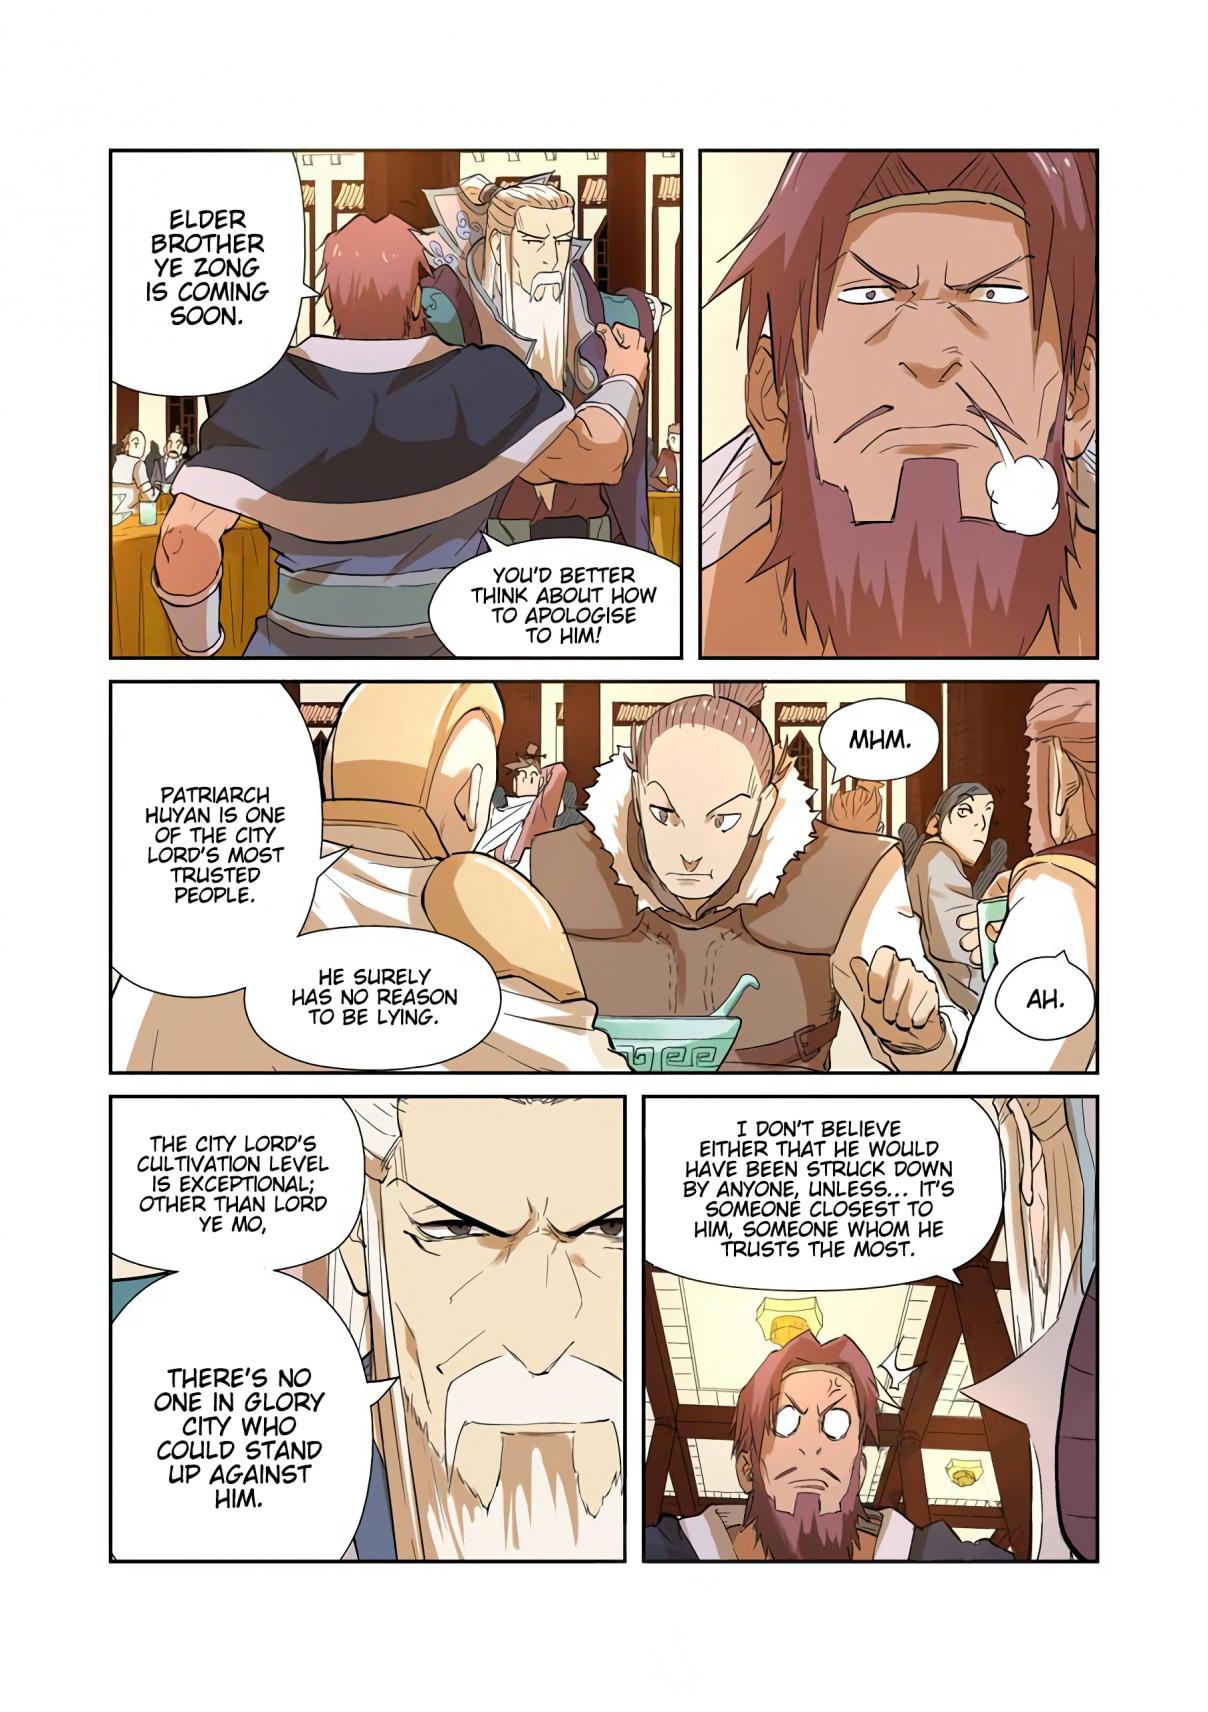 ELDER
BROTHER
YE ZONG
IS COMING
SOON.
YOU'D BETTER
THINK ABOUT HOW
TO APOLOGISE
TO HIM!
PATRIARCH
HUYAN IS ONE
OF THE CITY
LORD'S MOST
TRUSTED
PEOPLE.
HE SURELY
HAS NO REASON
TO BE LYING.
MHM.
AH.
THE CITY LORD'S
CULTIVATION LEVEL
IS EXCEPTIONAL;
OTHER THAN LORD
YE MO,
THERE'S NO
ONE IN GLORY
CITY WHO
COULD STAND
UP AGAINST
HIM.
I DON'T BELIEVE
EITHER THAT HE WOULD
HAVE BEEN STRUCK DOWN
BY ANYONE, UNLESS... IT'S
SOMEONE CLOSEST TO
HIM, SOMEONE WHOM HE
TRUSTS THE MOST.